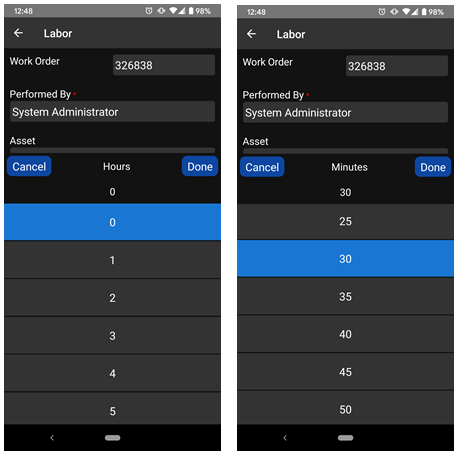 12:48
98%
Labor
Work Order
326838
Performed By *
System Administrator
Asset
Cancel
Hours
Done
0
0
1
2
3
4
5
12:48
98%
Labor
Work Order
326838
Performed By *
System Administrator
Asset
Cancel
Minutes
Done
30
25
30
35
40
45
50